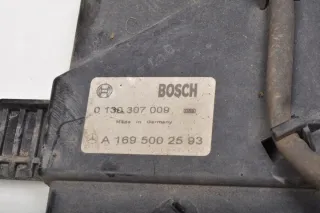 BOSCH
0 130 307 009
Made in Germany
A 169 500 25 93